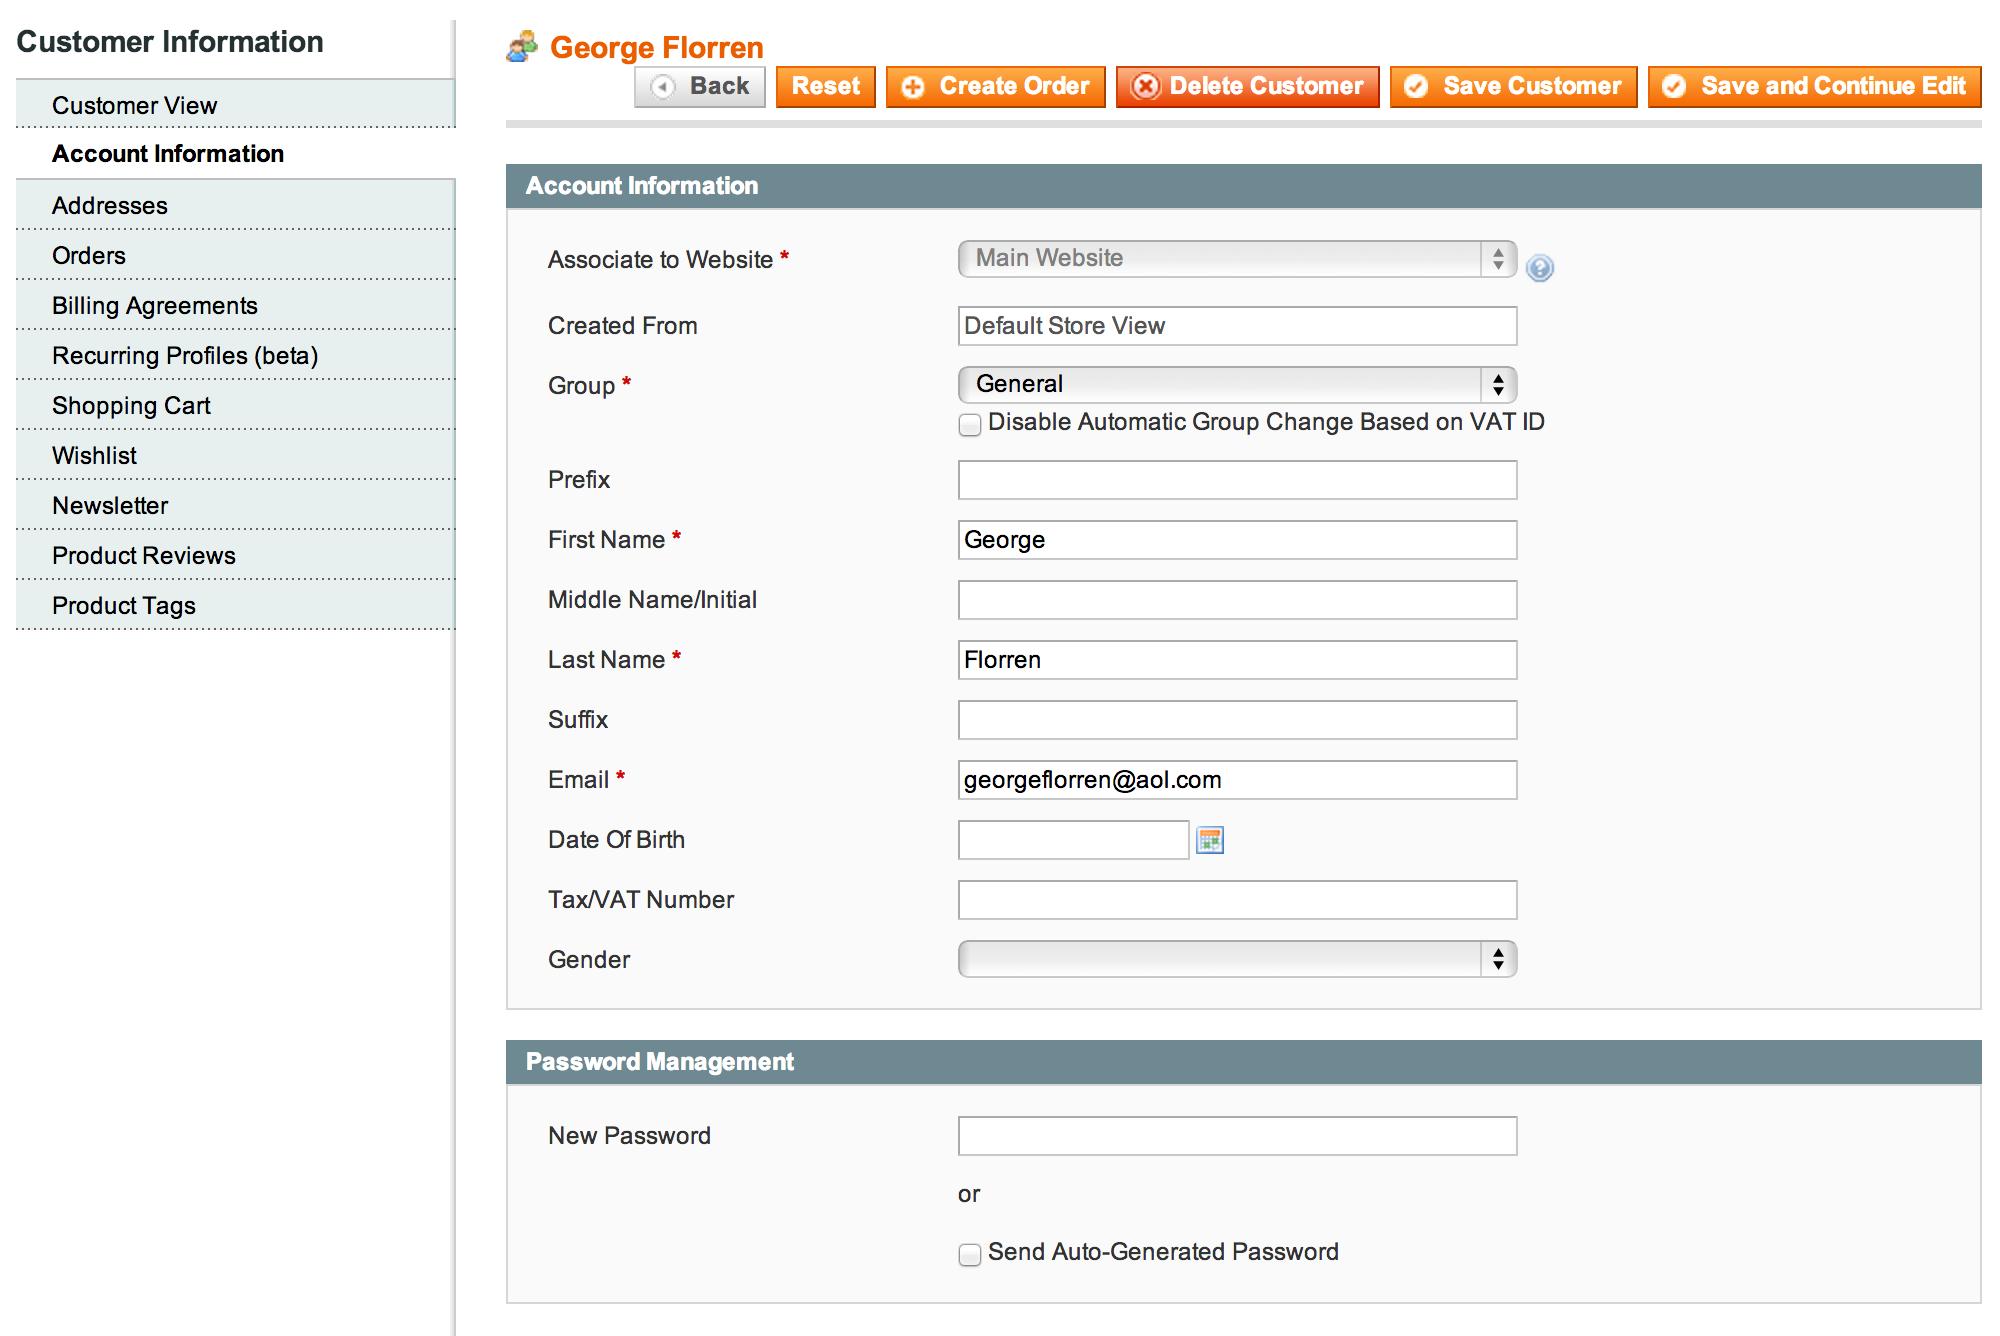 Customer Information
Customer View
Account Information
Addresses
Orders
Billing Agreements
Recurring Profiles (beta)
Shopping Cart
Wishlist
Newsletter
Product Reviews
Product Tags
George Florren
Back Reset Create Order Delete Customer Save Customer Save and Continue Edit
Account Information
Associate to Website * Main Website ?
Created From Default Store View
Group * General
Disable Automatic Group Change Based on VAT ID
Prefix
First Name * George
Middle Name/Initial
Last Name * Florren
Suffix
Email * georgeflorren@aol.com
Date Of Birth
Tax/VAT Number
Gender
Password Management
New Password
or
Send Auto-Generated Password